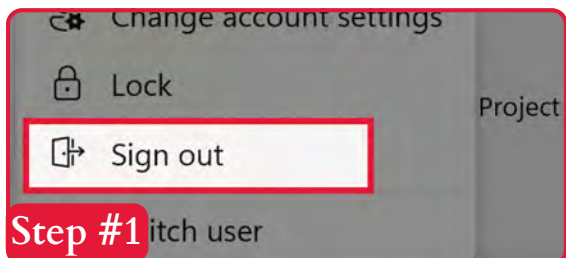 Change account settings
Lock
Project
Sign out
Step #1 itch user